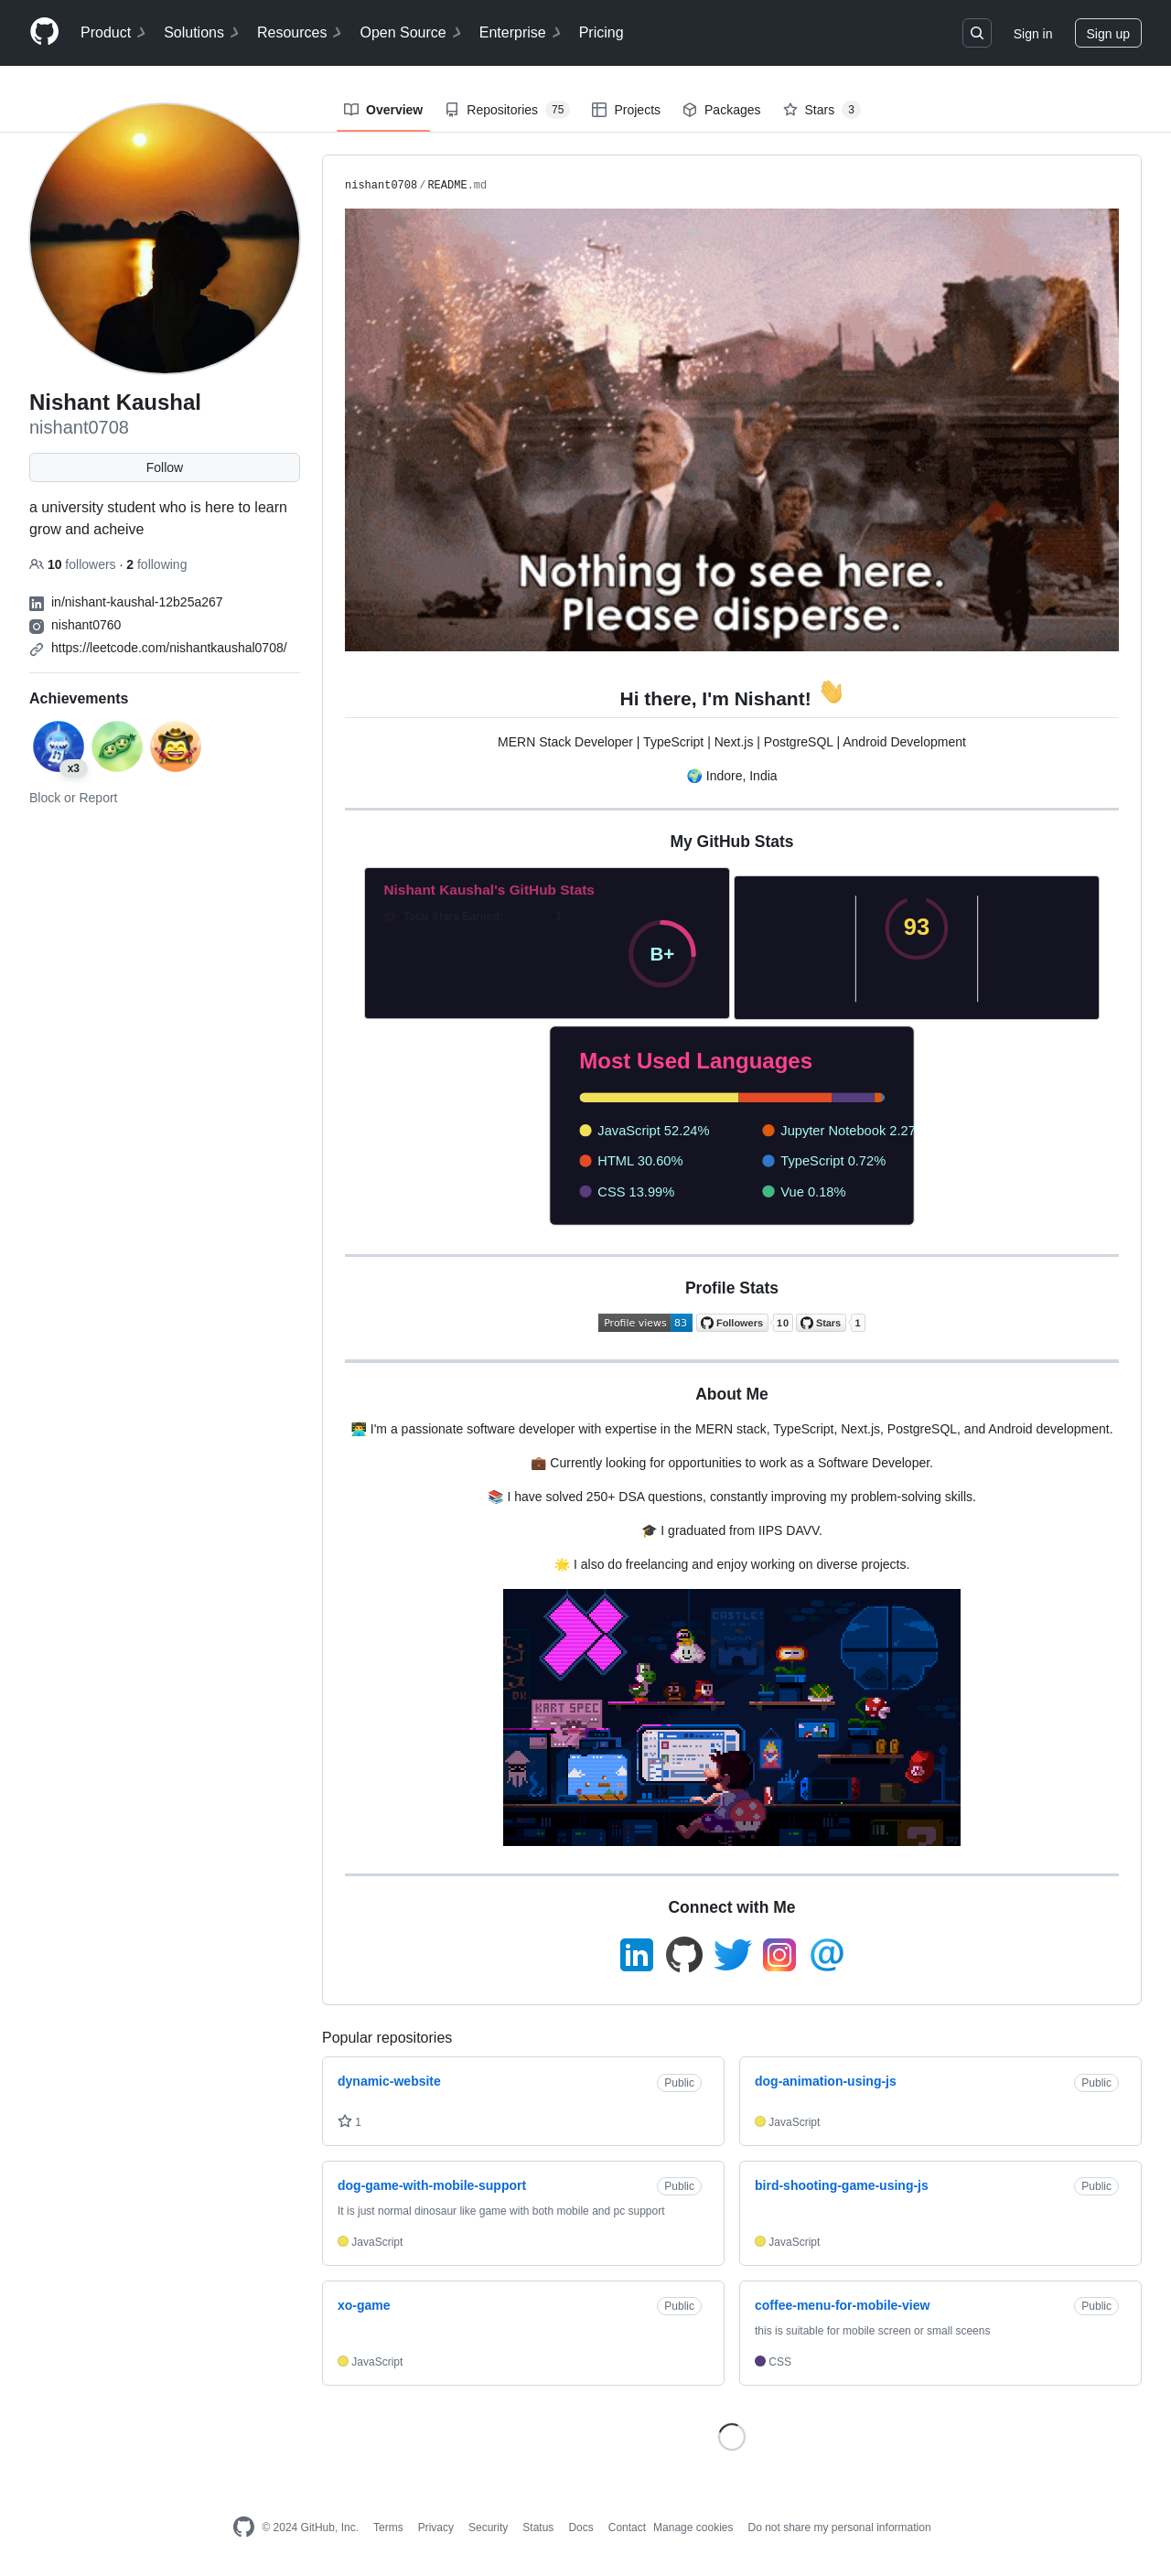 Product Solutions Resources Open Source Enterprise Pricing Sign in Sign up
Overview Repositories 75 Projects Packages Stars 3
Nishant Kaushal
nishant0708
Follow
a university student who is here to learn
grow and acheive
10 followers · 2 following
in/nishant-kaushal-12b25a267
nishant0760
https://leetcode.com/nishantkaushal0708/
Achievements
x3
Block or Report
nishant0708/README.md
Nothing to see here.
Please disperse.
Hi there, I'm Nishant! 👋
MERN Stack Developer | TypeScript | Next.js | PostgreSQL | Android Development
🌍 Indore, India
My GitHub Stats
Nishant Kaushal's GitHub Stats
Total Stars Earned: 1
B+
93
Most Used Languages
JavaScript 52.24% Jupyter Notebook 2.27
HTML 30.60% TypeScript 0.72%
CSS 13.99% Vue 0.18%
Profile Stats
Profile views 83 Followers 10 Stars 1
About Me
👨‍💻 I'm a passionate software developer with expertise in the MERN stack, TypeScript, Next.js, PostgreSQL, and Android development.
💼 Currently looking for opportunities to work as a Software Developer.
📚 I have solved 250+ DSA questions, constantly improving my problem-solving skills.
🎓 I graduated from IIPS DAVV.
🌟 I also do freelancing and enjoy working on diverse projects.
CASTLE!
KART SPEC
Connect with Me
Popular repositories
dynamic-website Public
1
dog-animation-using-js Public
JavaScript
dog-game-with-mobile-support Public
It is just normal dinosaur like game with both mobile and pc support
JavaScript
bird-shooting-game-using-js Public
JavaScript
xo-game Public
JavaScript
coffee-menu-for-mobile-view Public
this is suitable for mobile screen or small sceens
CSS
© 2024 GitHub, Inc. Terms Privacy Security Status Docs Contact Manage cookies Do not share my personal information